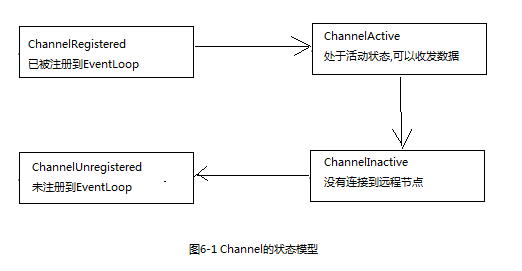 ChannelRegistered
已被注册到EventLoop
ChannelActive
处于活动状态,可以收发数据
ChannelUnregistered
未注册到EventLoop
ChannelInactive
没有连接到远程节点
图6-1 Channel的状态模型